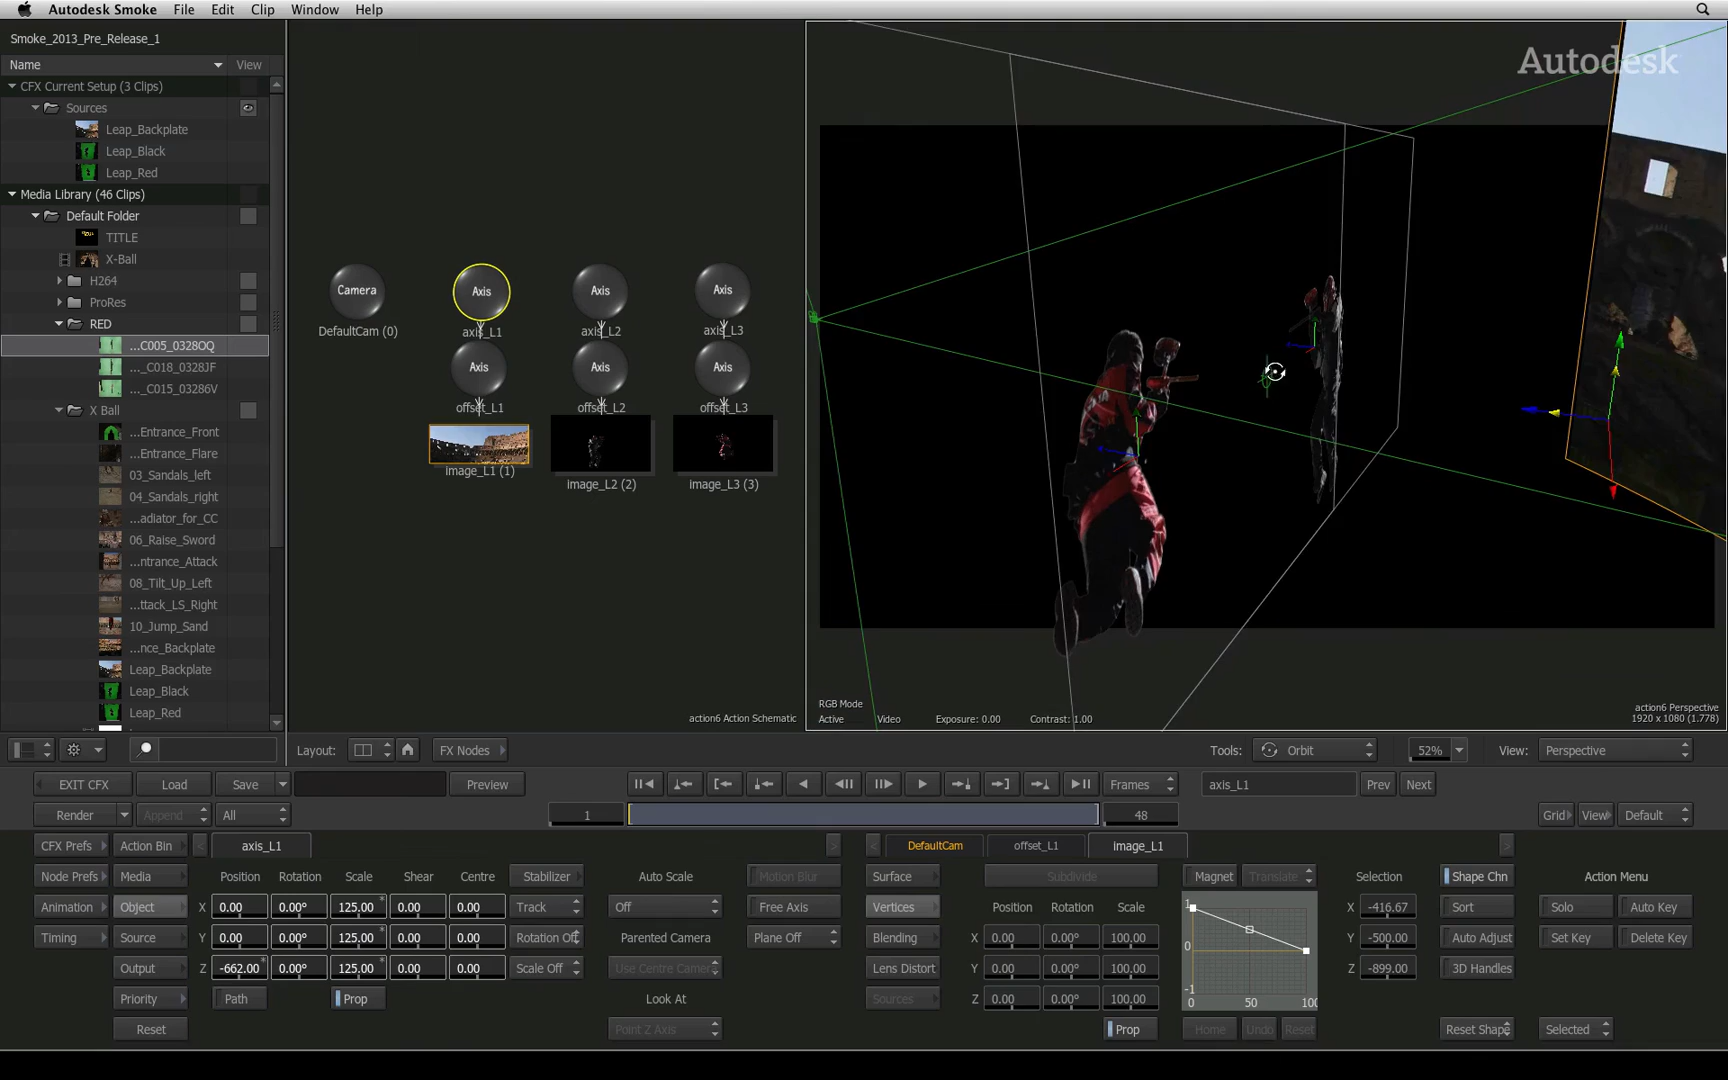 Autodesk Smoke File Edit Clip Window Help
Smoke_2013_Pre_Release_1
Name View
CFX Current Setup (3 Clips)
Sources
Leap_Backplate
Leap_Black
Leap_Red
Media Library (46 Clips)
Default Folder
TITLE
X-Ball
H264
ProRes
RED
...C005_0328OQ
..._C018_0328JF
..._C015_03286V
X Ball
...Entrance_Front
...Entrance_Flare
03_Sandals_left
04_Sandals_right
...adiator_for_CC
06_Raise_Sword
...ntrance_Attack
08_Tilt_Up_Left
...ttack_LS_Right
10_Jump_Sand
...nce_Backplate
Leap_Backplate
Leap_Black
Leap_Red
Camera Axis Axis Axis
DefaultCam (0) axis_L1 axis_L2 axis_L3
offset_L1 offset_L2 offset_L3
image_L1 (1) image_L2 (2) image_L3 (3)
action6 Action Schematic
Autodesk
RGB Mode
Active Video Exposure: 0.00 Contrast: 1.00
action6 Perspective
1920 x 1080 (1.778)
Layout: FX Nodes Tools: Orbit 52% View: Perspective
EXIT CFX Load Save Preview Frames axis_L1 Prev Next
Render Append All 1 48 Grid View Default
CFX Prefs Action Bin axis_L1 DefaultCam offset_L1 image_L1
Node Prefs Media Position Rotation Scale Shear Centre Stabilizer Auto Scale Motion Blur Surface Subdivide Magnet Translate Selection Shape Chn Action Menu
Animation Object X 0.00 0.00° 125.00 0.00 0.00 Track Off Free Axis Vertices Position Rotation Scale 1 X -416.67 Sort Solo Auto Key
Timing Source Y 0.00 0.00° 125.00 0.00 0.00 Rotation Off Parented Camera Plane Off Blending X 0.00 0.00° 100.00 0 Y -500.00 Auto Adjust Set Key Delete Key
Output Z -662.00 0.00° 125.00 0.00 0.00 Scale Off Use Centre Camera Lens Distort Y 0.00 0.00° 100.00 -1 Z -899.00 3D Handles
Priority Path Prop Look At Sources Z 0.00 0.00° 100.00 0 50 100
Reset Point Z Axis Prop Home Undo Reset Reset Shape Selected